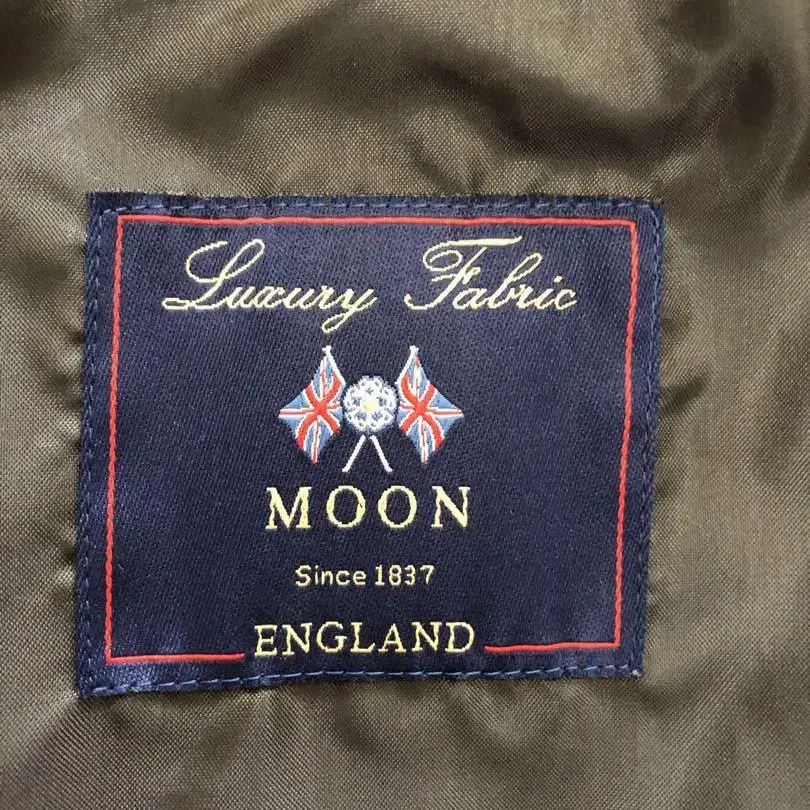 Luxury Fabric
MOON
Since 1837
ENGLAND